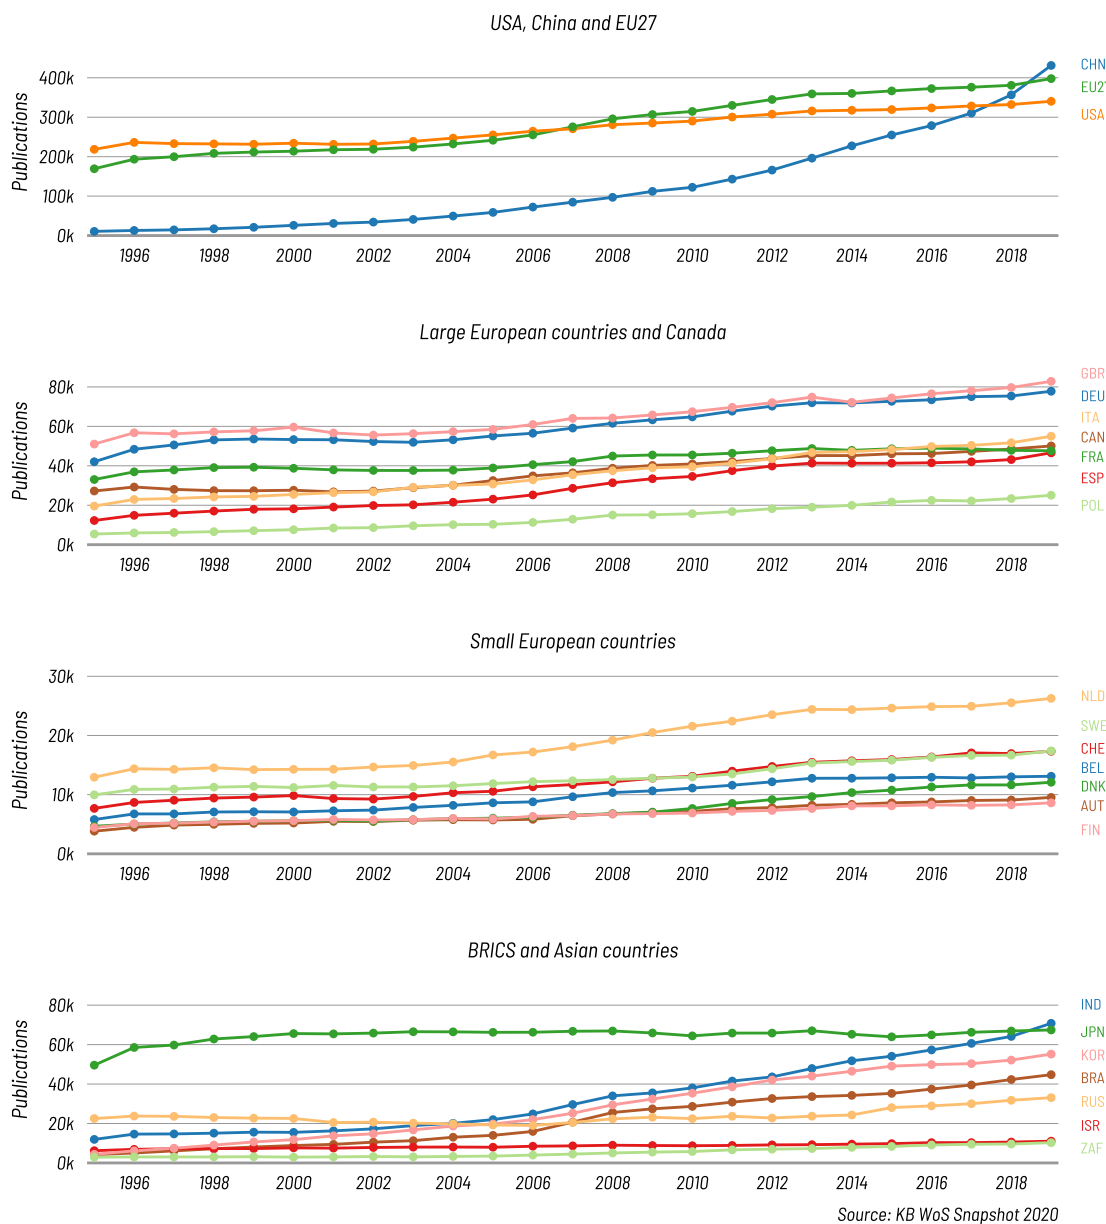 USA, China and EU27
Publications
400k
300k
200k
100k
0k
1996 1998 2000 2002 2004 2006 2008 2010 2012 2014 2016 2018
CHN
EU27
USA
Large European countries and Canada
Publications
80k
60k
40k
20k
0k
1996 1998 2000 2002 2004 2006 2008 2010 2012 2014 2016 2018
GBR
DEU
ITA
CAN
FRA
ESP
POL
Small European countries
Publications
30k
20k
10k
0k
1996 1998 2000 2002 2004 2006 2008 2010 2012 2014 2016 2018
NLD
SWE
CHE
BEL
DNK
AUT
FIN
BRICS and Asian countries
Publications
80k
60k
40k
20k
0k
1996 1998 2000 2002 2004 2006 2008 2010 2012 2014 2016 2018
IND
JPN
KOR
BRA
RUS
ISR
ZAF
Source: KB WoS Snapshot 2020